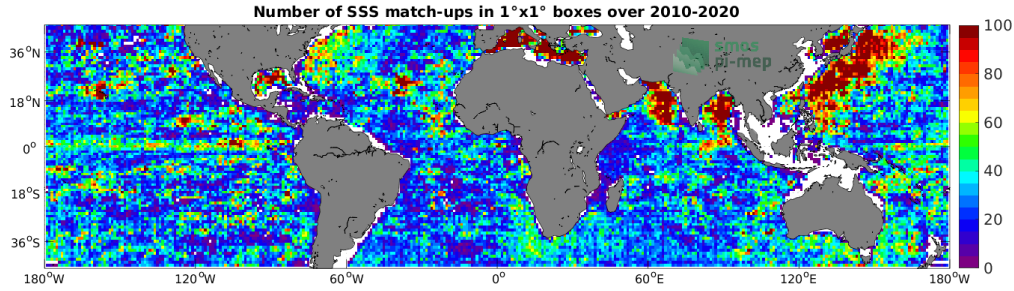 Number of SSS match-ups in 1°x1° boxes over 2010-2020
36°N
18°N
0°
18°S
36°S
180°W
120°W
60°W
0°
60°E
120°E
180°W
100
80
60
40
20
0
smos
pi-mep